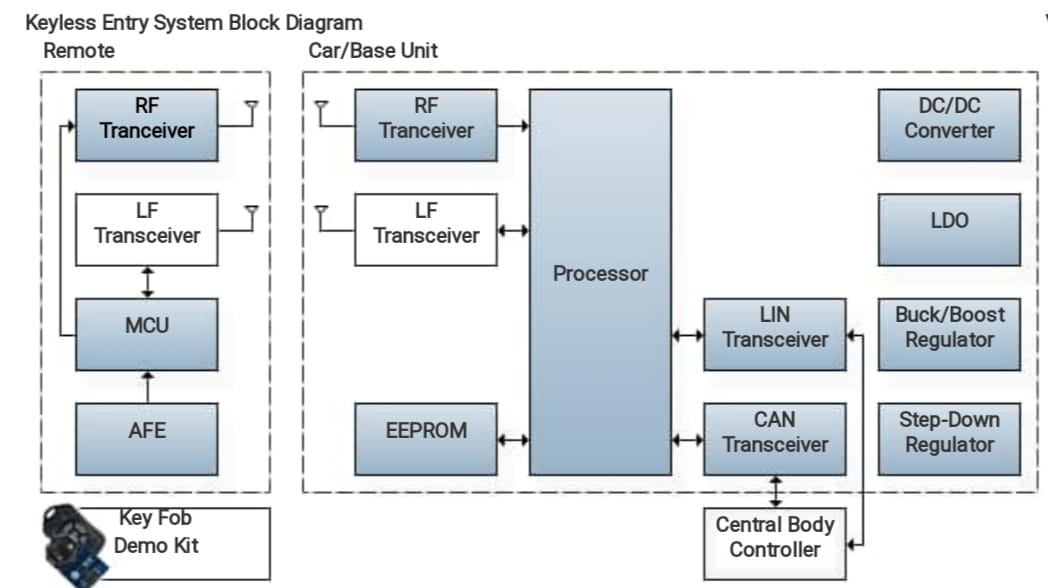 Keyless Entry System Block Diagram
Remote
Car/Base Unit
RF
Tranceiver
LF
Transceiver
MCU
AFE
Key Fob
Demo Kit
RF
Tranceiver
LF
Transceiver
EEPROM
Processor
LIN
Transceiver
CAN
Transceiver
Central Body
Controller
DC/DC
Converter
LDO
Buck/Boost
Regulator
Step-Down
Regulator